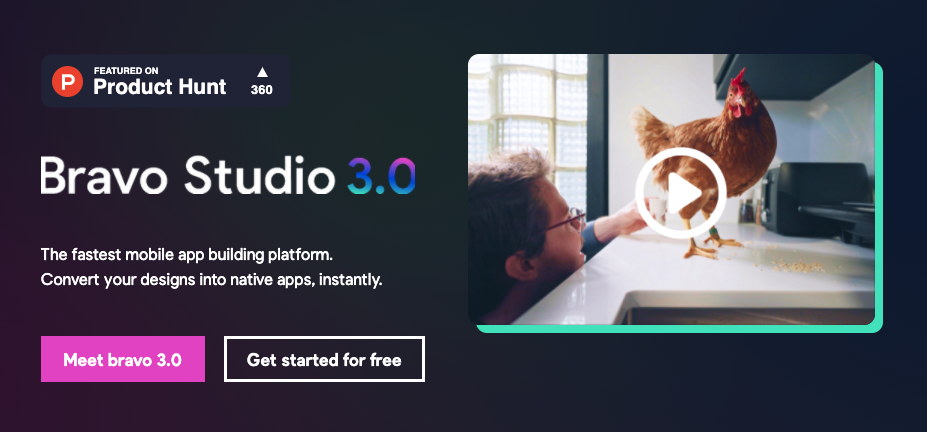 P
FEATURED ON
Product Hunt
▲
360
Bravo Studio 3.0
The fastest mobile app building platform.
Convert your designs into native apps, instantly.
Meet bravo 3.0
Get started for free